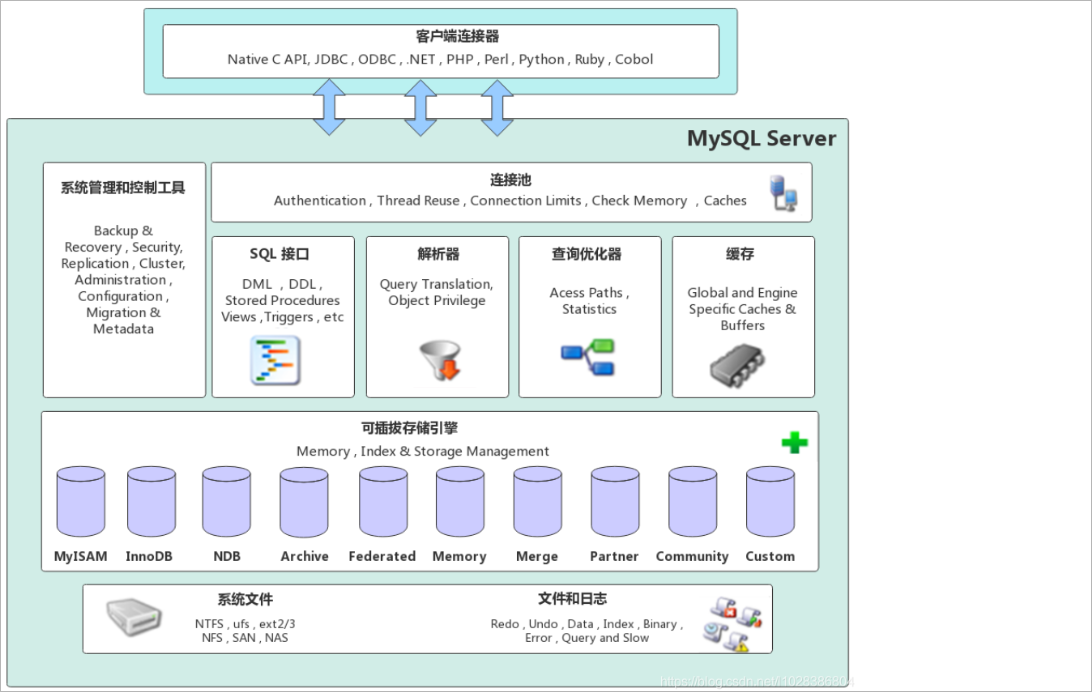 客户端连接器
Native C API, JDBC , ODBC , .NET , PHP , Perl , Python , Ruby , Cobol
MySQL Server
系统管理和控制工具
Backup &
Recovery , Security,
Replication , Cluster,
Administration ,
Configuration ,
Migration &
Metadata
连接池
Authentication , Thread Reuse , Connection Limits , Check Memory , Caches
SQL 接口
DML , DDL ,
Stored Procedures
Views ,Triggers , etc
解析器
Query Translation,
Object Privilege
查询优化器
Acess Paths ,
Statistics
缓存
Global and Engine
Specific Caches &
Buffers
可插拔存储引擎
Memory , Index & Storage Management
MyISAM InnoDB NDB Archive Federated Memory Merge Partner Community Custom
系统文件
NTFS , ufs , ext2/3
NFS , SAN , NAS
文件和日志
Redo , Undo , Data , Index , Binary ,
Error , Query and Slow